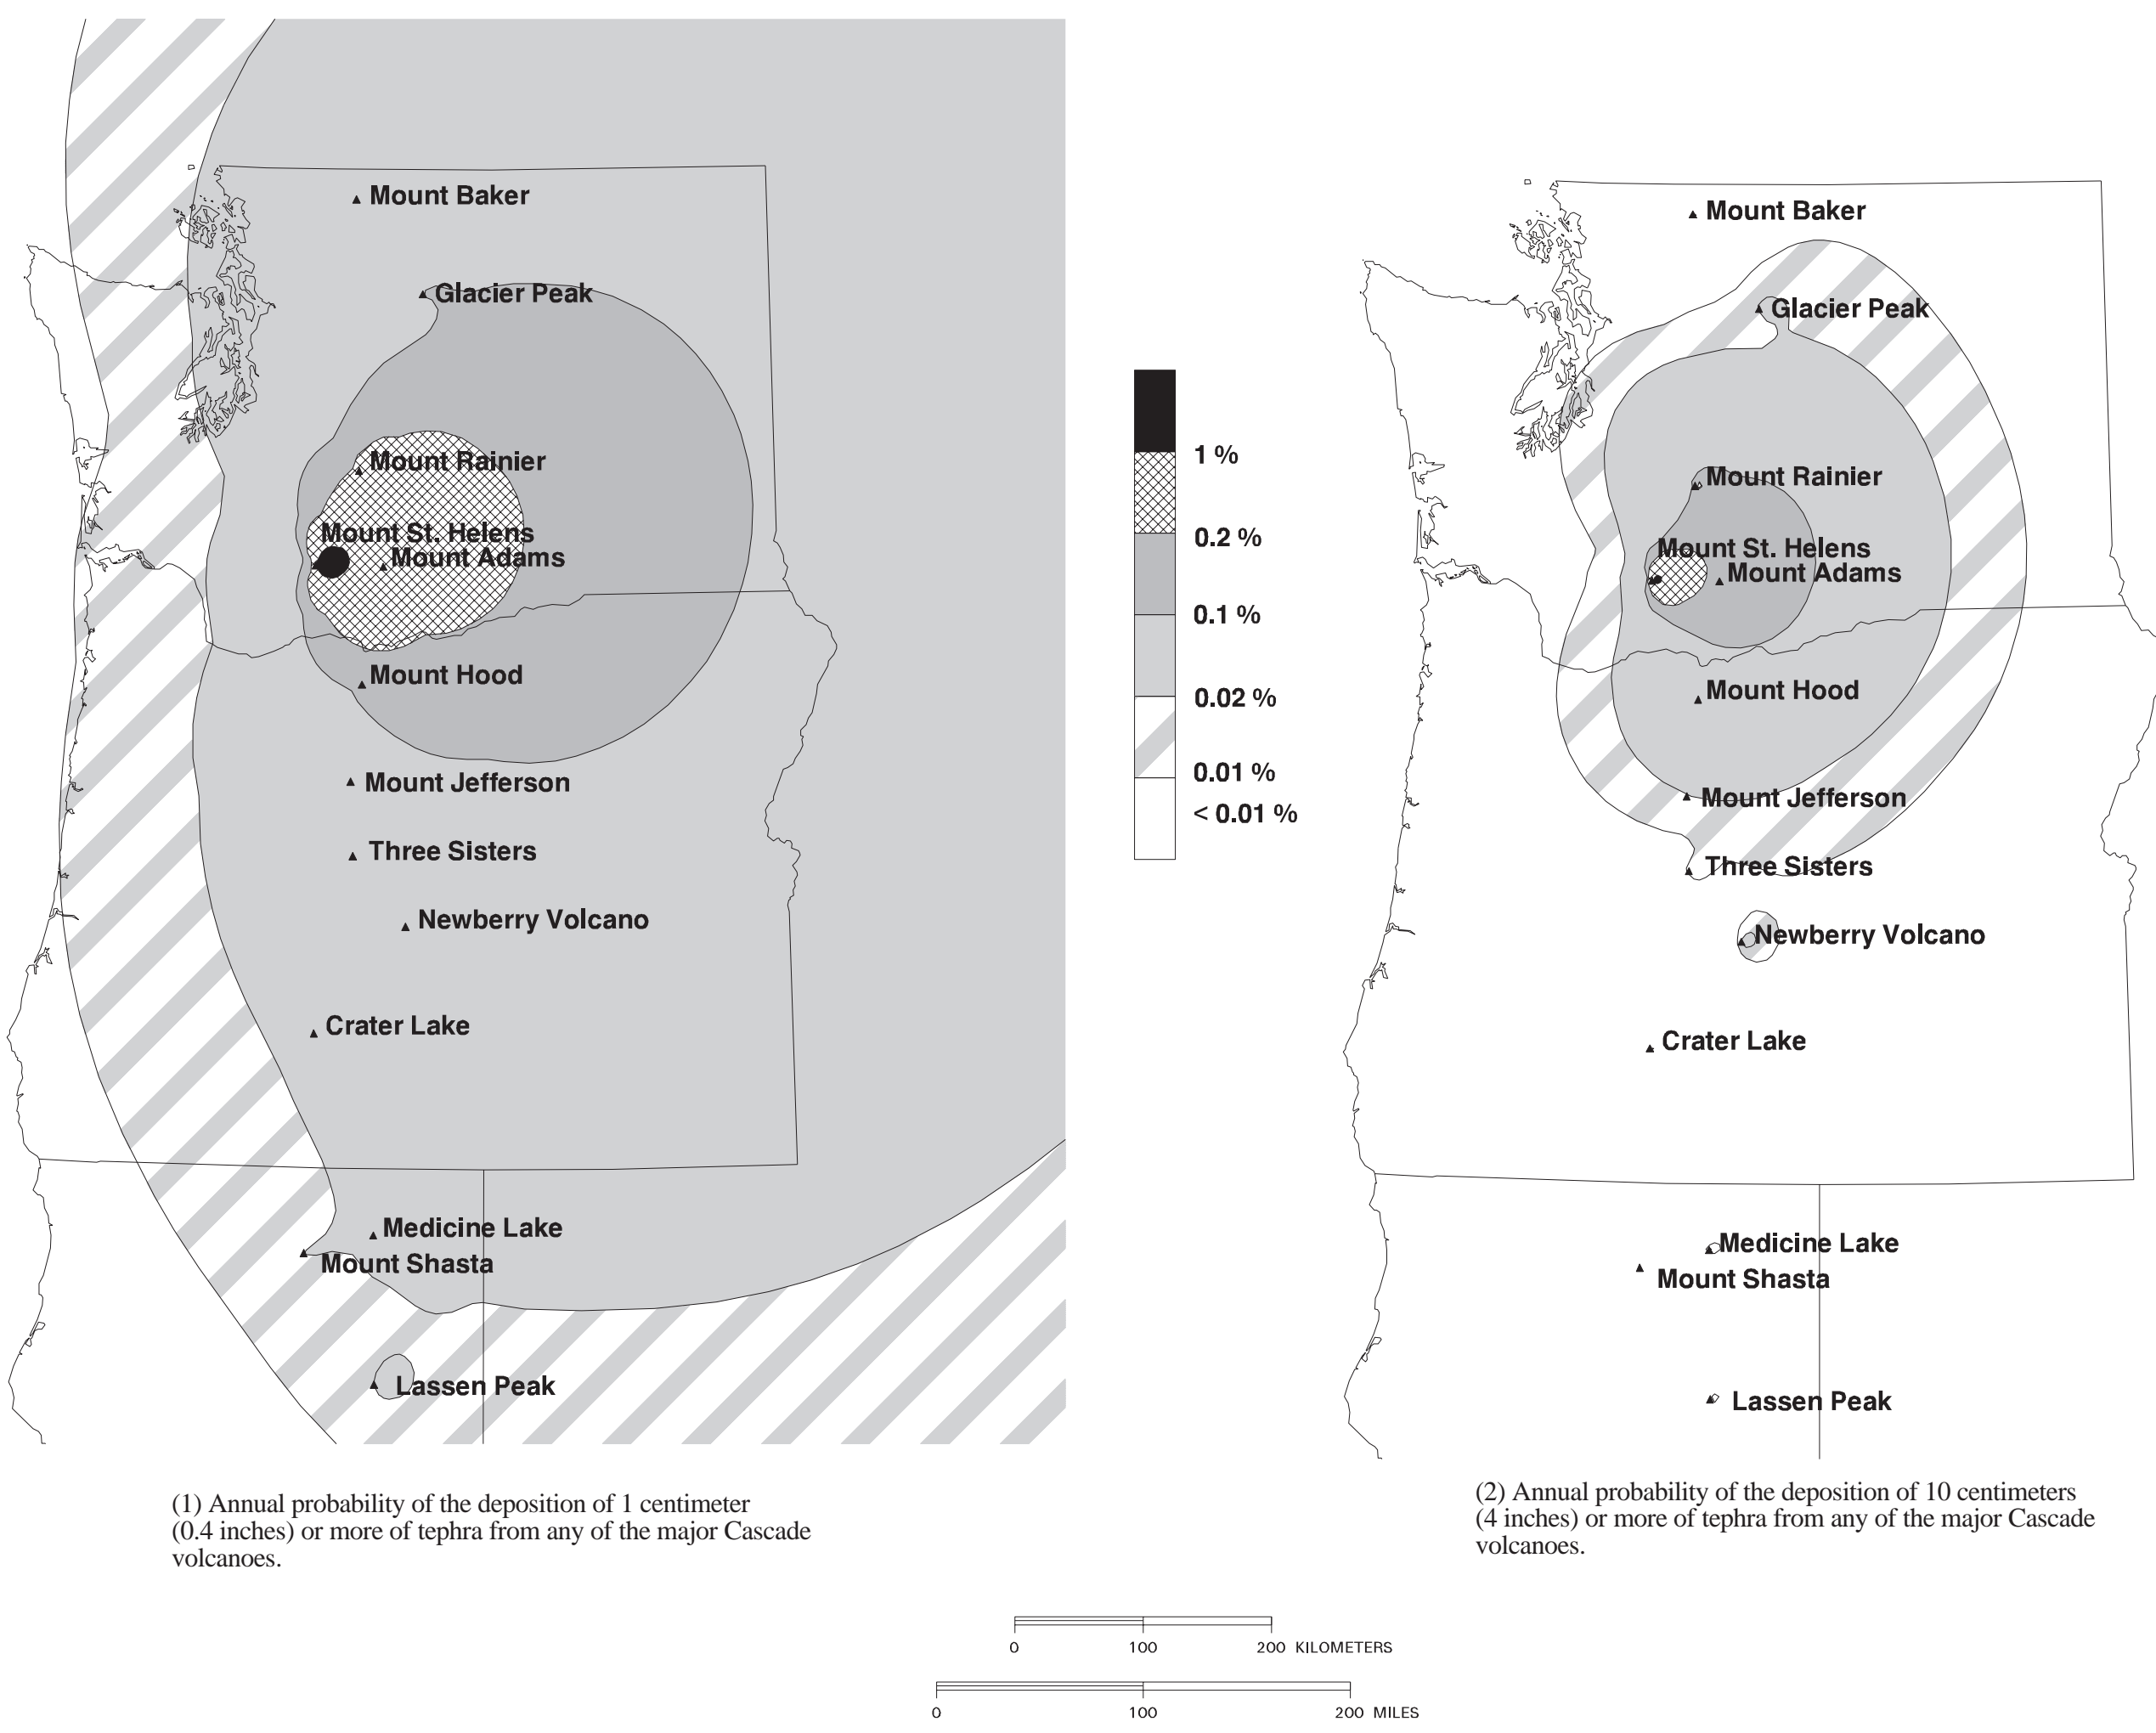 Mount Baker
Glacier Peak
Mount Rainier
Mount St. Helens
Mount Adams
Mount Hood
Mount Jefferson
Three Sisters
Newberry Volcano
Crater Lake
Medicine Lake
Mount Shasta
Lassen Peak
(1) Annual probability of the deposition of 1 centimeter
(0.4 inches) or more of tephra from any of the major Cascade
volcanoes.
1 %
0.2 %
0.1 %
0.02 %
0.01 %
< 0.01 %
Mount Baker
Glacier Peak
Mount Rainier
Mount St. Helens
Mount Adams
Mount Hood
Mount Jefferson
Three Sisters
Newberry Volcano
Crater Lake
Medicine Lake
Mount Shasta
Lassen Peak
(2) Annual probability of the deposition of 10 centimeters
(4 inches) or more of tephra from any of the major Cascade
volcanoes.
0 100 200 KILOMETERS
0 100 200 MILES